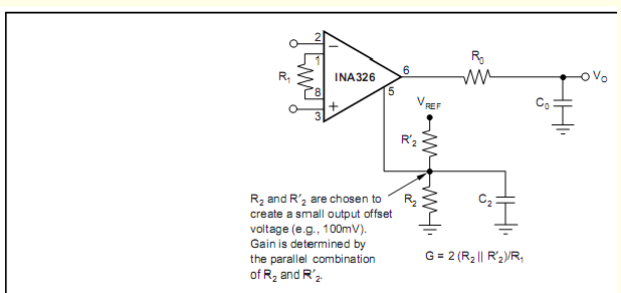 2
1
R₁
INA326
8
3
6
5
R₀
V₀
C₀
V_REF
R'₂
R₂
C₂
R₂ and R'₂ are chosen to
create a small output offset
voltage (e.g., 100mV).
Gain is determined by
the parallel combination
of R₂ and R'₂.
G = 2 (R₂ || R'₂)/R₁